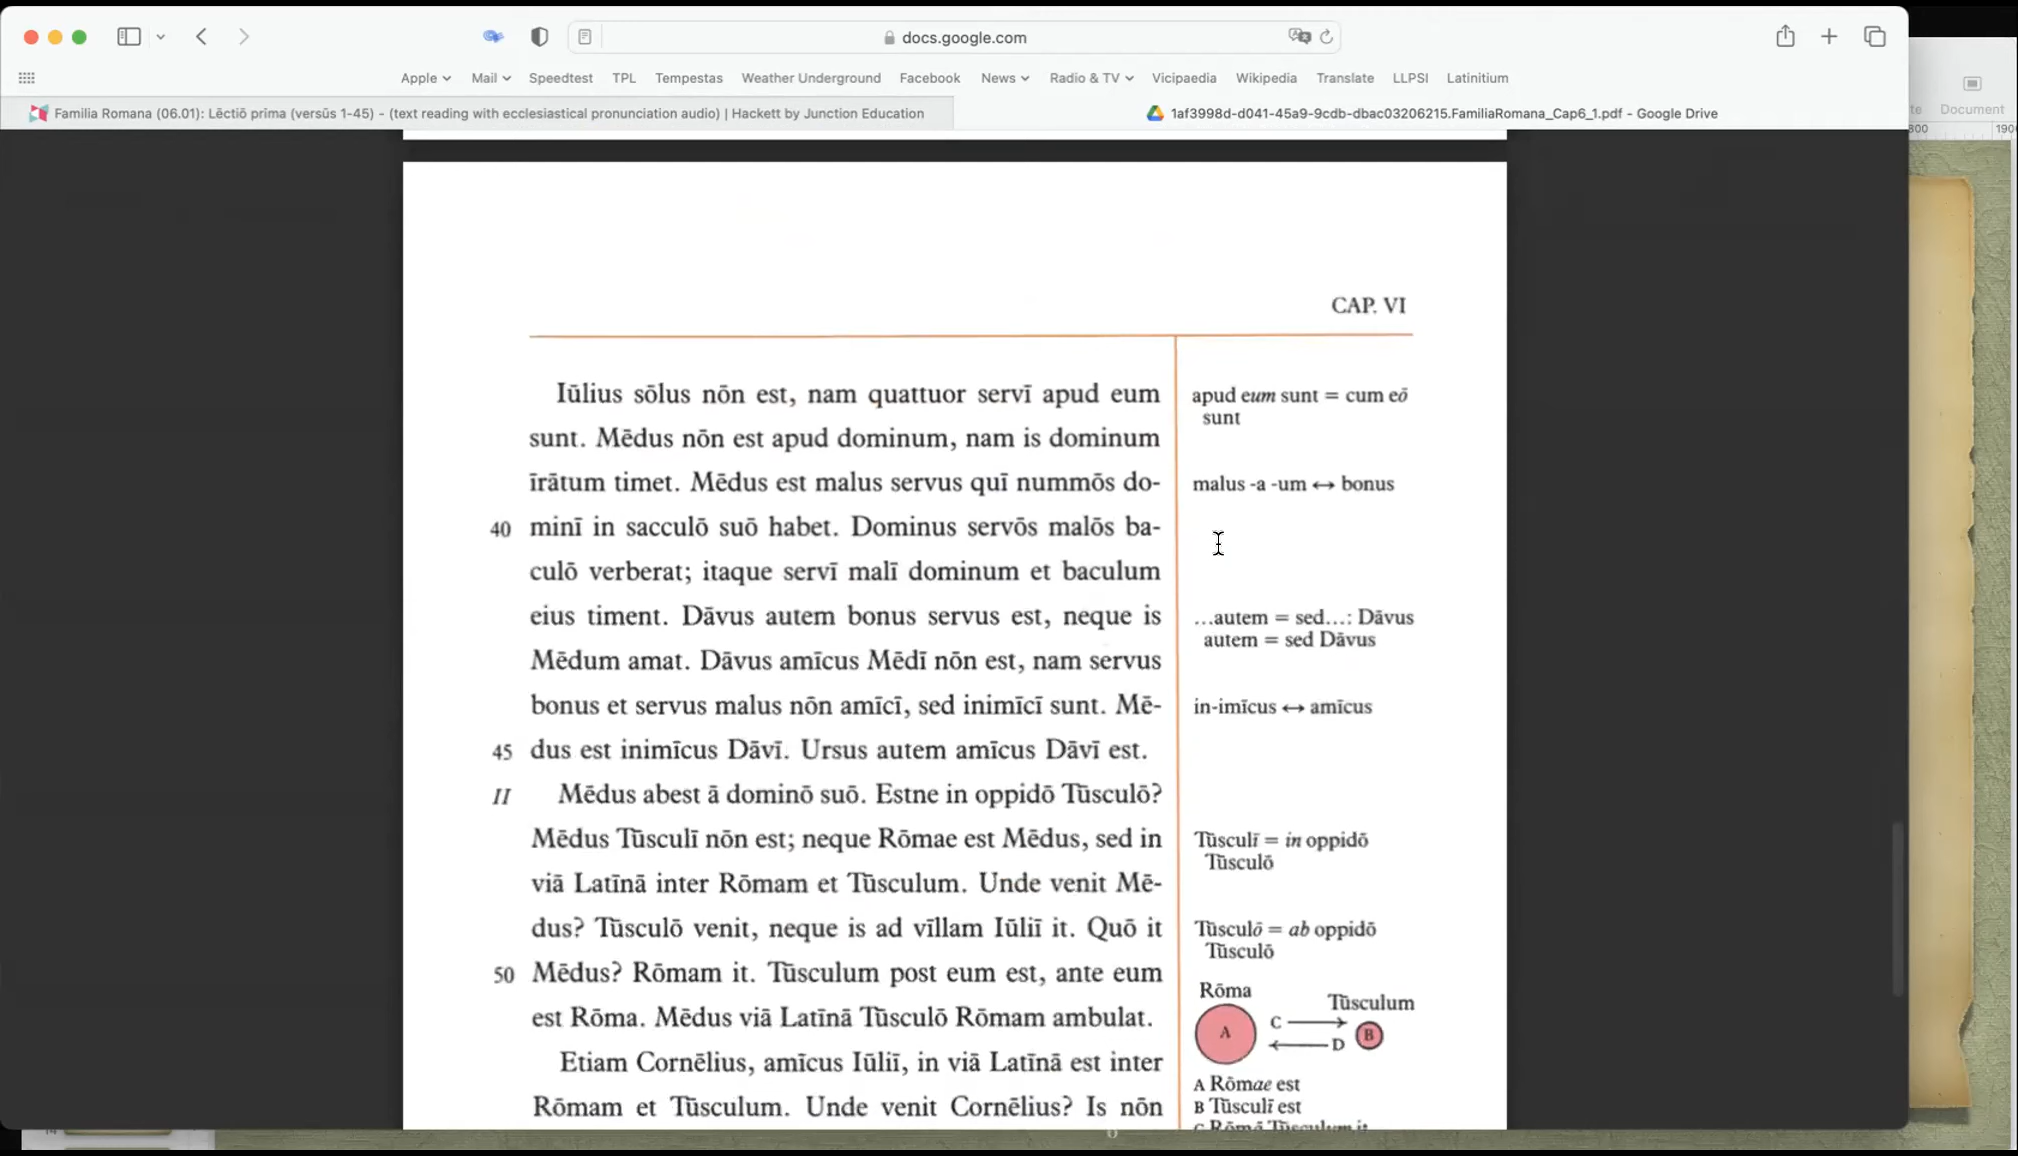 docs.google.com
Apple Mail Speedtest TPL Tempestas Weather Underground Facebook News Radio & TV Vicipaedia Wikipedia Translate LLPSI Latinitium
Familia Romana (06.01): Lēctiō prīma (versūs 1-45) - (text reading with ecclesiastical pronunciation audio) | Hackett by Junction Education
1af3998d-d041-45a9-9cdb-dbac03206215.FamiliaRomana_Cap6_1.pdf - Google Drive
Document
CAP. VI
Iūlius sōlus nōn est, nam quattuor servī apud eum
sunt. Mēdus nōn est apud dominum, nam is dominum
īrātum timet. Mēdus est malus servus quī nummōs do-
40 minī in sacculō suō habet. Dominus servōs malōs ba-
culō verberat; itaque servī malī dominum et baculum
eius timent. Dāvus autem bonus servus est, neque is
Mēdum amat. Dāvus amīcus Mēdī nōn est, nam servus
bonus et servus malus nōn amīcī, sed inimīcī sunt. Mē-
45 dus est inimīcus Dāvī. Ursus autem amīcus Dāvī est.
II Mēdus abest ā dominō suō. Estne in oppidō Tūsculō?
Mēdus Tūsculī nōn est; neque Rōmae est Mēdus, sed in
viā Latīnā inter Rōmam et Tūsculum. Unde venit Mē-
dus? Tūsculō venit, neque is ad vīllam Iūliī it. Quō it
50 Mēdus? Rōmam it. Tūsculum post eum est, ante eum
est Rōma. Mēdus viā Latīnā Tūsculō Rōmam ambulat.
Etiam Cornēlius, amīcus Iūliī, in viā Latīnā est inter
Rōmam et Tūsculum. Unde venit Cornēlius? Is nōn
apud eum sunt = cum eō
sunt
malus -a -um ↔ bonus
...autem = sed...: Dāvus
autem = sed Dāvus
in-imīcus ↔ amīcus
Tūsculī = in oppidō
Tūsculō
Tūsculō = ab oppidō
Tūsculō
Rōma
Tūsculum
A C B
D
A Rōmae est
B Tūsculī est
C Rōmā Tūsculum it